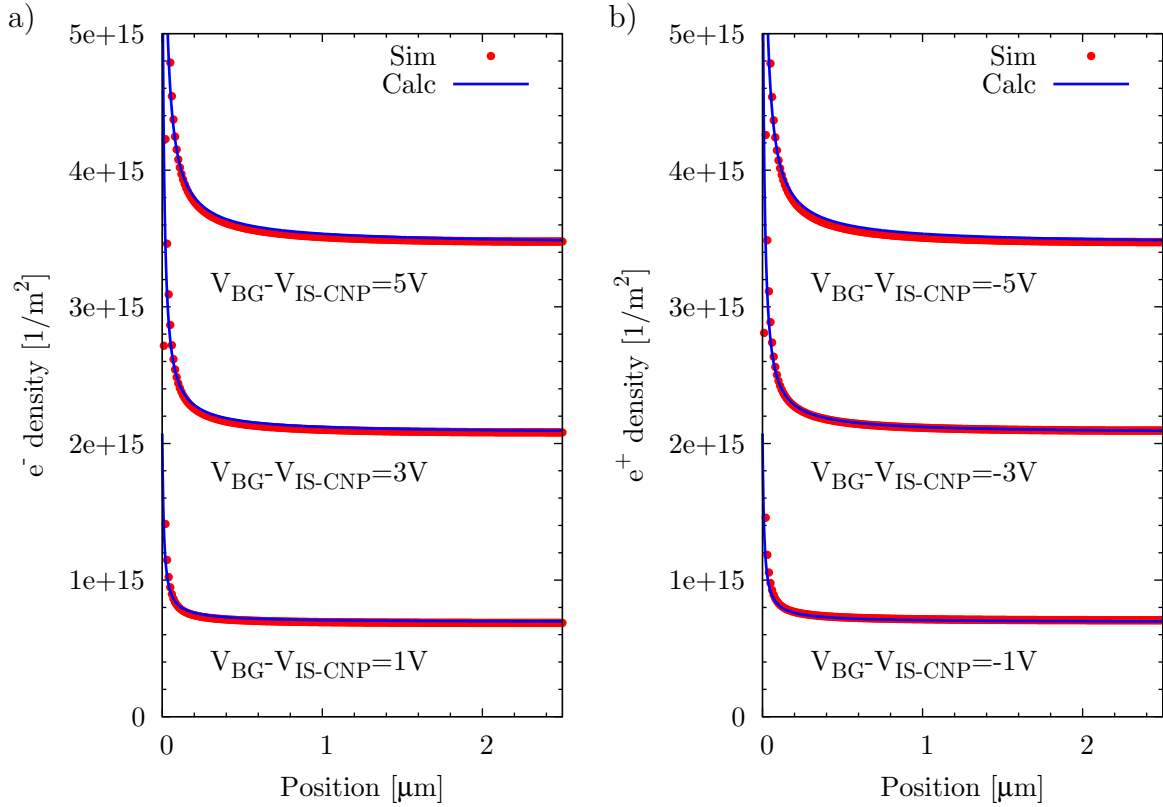 a)
5e+15
4e+15
3e+15
2e+15
1e+15
0
e- density [1/m²]
Sim
Calc
V_BG-V_IS-CNP=5V
V_BG-V_IS-CNP=3V
V_BG-V_IS-CNP=1V
0 1 2
Position [µm]
b)
5e+15
4e+15
3e+15
2e+15
1e+15
0
e+ density [1/m²]
Sim
Calc
V_BG-V_IS-CNP=-5V
V_BG-V_IS-CNP=-3V
V_BG-V_IS-CNP=-1V
0 1 2
Position [µm]